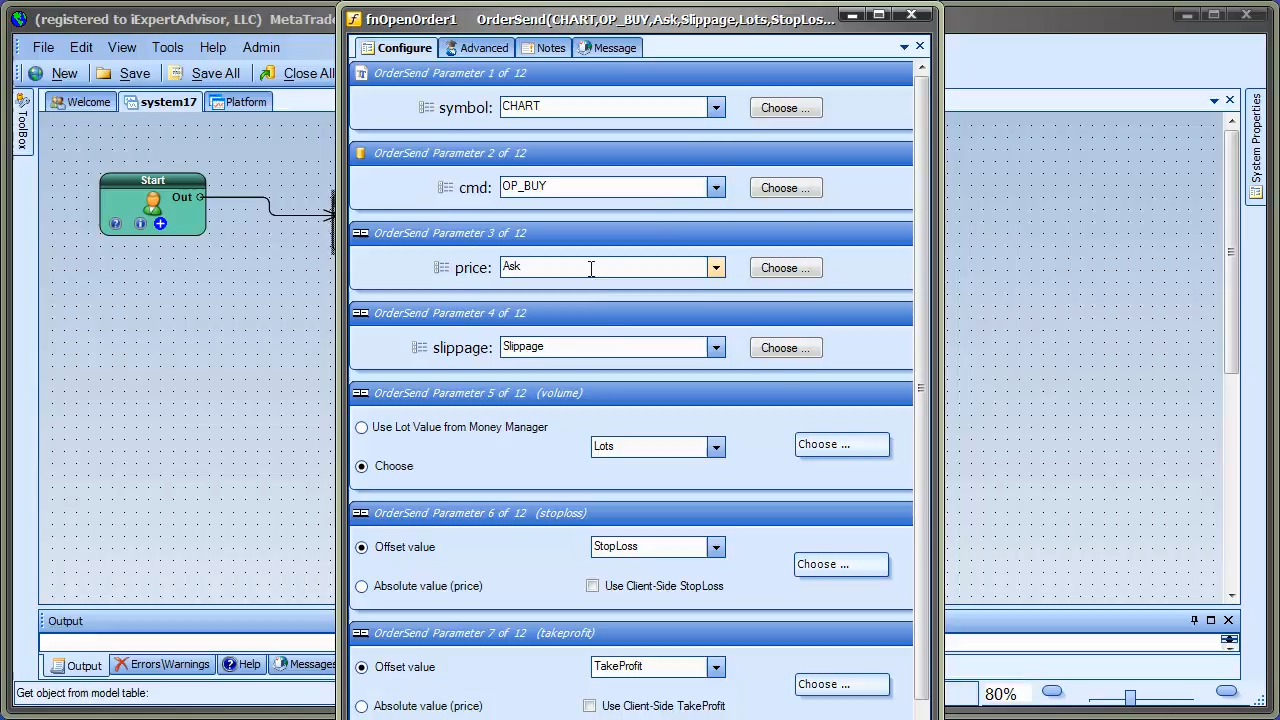 (registered to iExpertAdvisor, LLC) MetaTrade
File Edit View Tools Help Admin
New Save Save All Close All
Welcome system17 Platform
ToolBox
Start
Out
fnOpenOrder1 OrderSend(CHART,OP_BUY,Ask,Slippage,Lots,StopLos...
Configure Advanced Notes Message
OrderSend Parameter 1 of 12
symbol: CHART Choose ...
OrderSend Parameter 2 of 12
cmd: OP_BUY Choose ...
OrderSend Parameter 3 of 12
price: Ask Choose ...
OrderSend Parameter 4 of 12
slippage: Slippage Choose ...
OrderSend Parameter 5 of 12 (volume)
Use Lot Value from Money Manager
Lots Choose ...
Choose
OrderSend Parameter 6 of 12 (stoploss)
Offset value StopLoss
Choose ...
Absolute value (price) Use Client-Side StopLoss
OrderSend Parameter 7 of 12 (takeprofit)
Offset value TakeProfit
Choose ...
Absolute value (price) Use Client-Side TakeProfit
System Properties
Output
Output Errors\Warnings Help Messages
Get object from model table:
80%